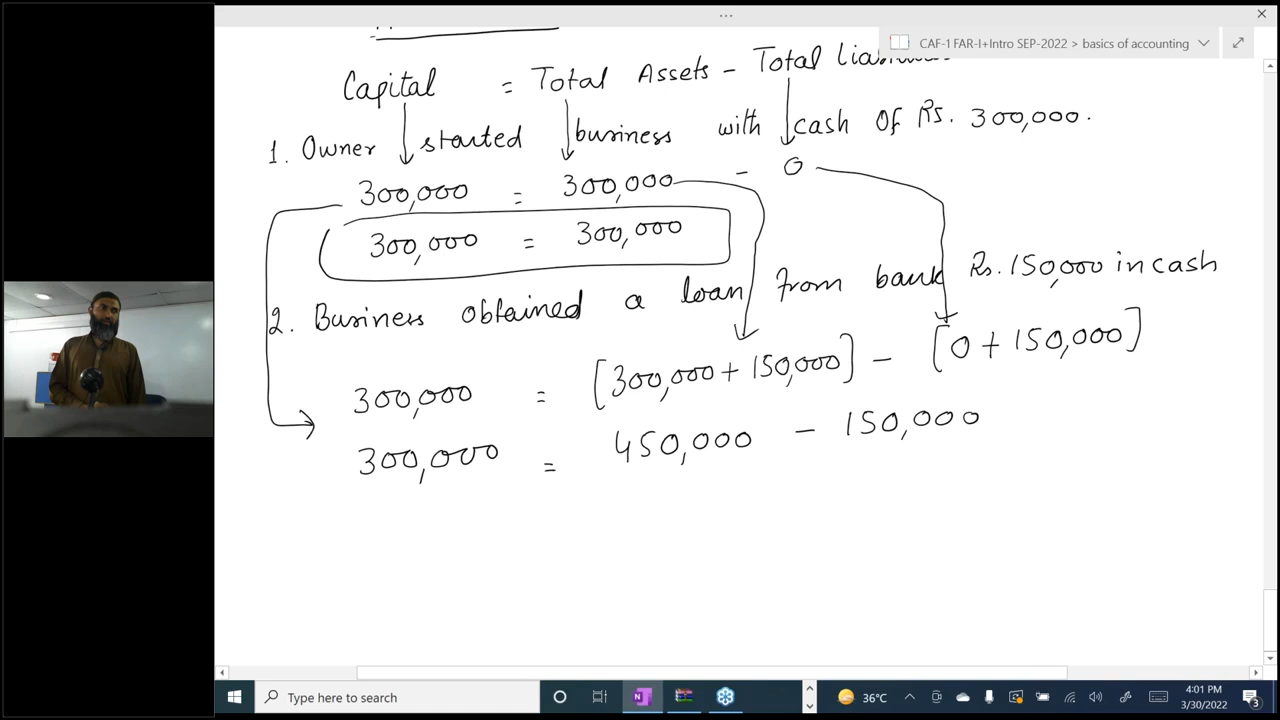 CAF-1 FAR-I+Intro SEP-2022 > basics of accounting
Capital = Total Assets - Total
1. Owner started business with cash of Rs. 300,000.
300,000 = 300,000 - 0
300,000 = 300,000
2. Business obtained a loan from bank Rs. 150,000 in cash
300,000 = [300,000 + 150,000] - [0 + 150,000]
300,000 = 450,000 - 150,000
Type here to search
36°C
4:01 PM
3/30/2022
3